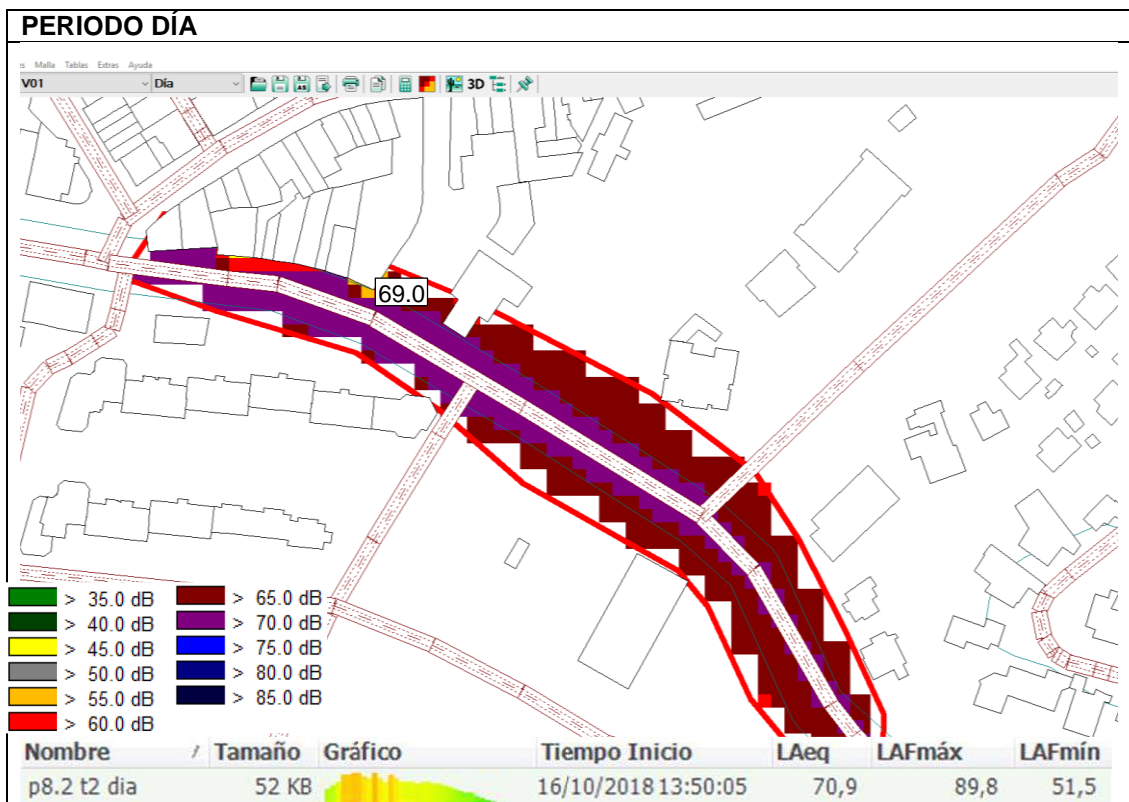 PERIODO DÍA
es Malla Tablas Extras Ayuda
V01 Día AS 3D
69.0
> 35.0 dB > 65.0 dB
> 40.0 dB > 70.0 dB
> 45.0 dB > 75.0 dB
> 50.0 dB > 80.0 dB
> 55.0 dB > 85.0 dB
> 60.0 dB
Nombre / Tamaño Gráfico Tiempo Inicio LAeq LAFmáx LAFmín
p8.2 t2 dia 52 KB 16/10/2018 13:50:05 70,9 89,8 51,5